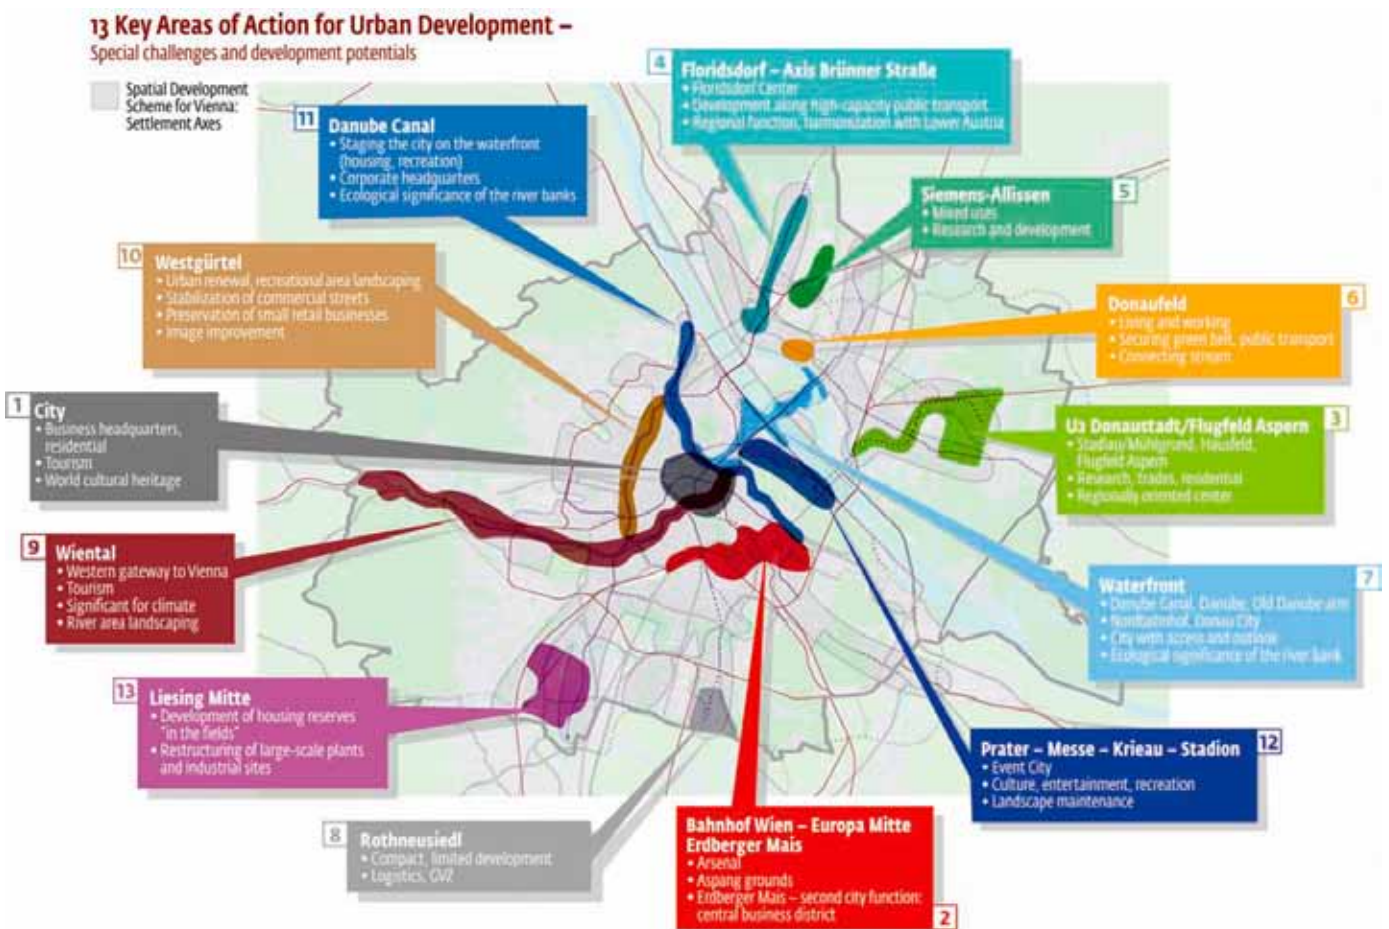 13 Key Areas of Action for Urban Development –
Special challenges and development potentials
Spatial Development
Scheme for Vienna:
Settlement Axes
4
Floridsdorf – Axis Brünner Straße
• Floridsdorf Center
• Development along high-capacity public transport
• Regional function, harmonization with Lower Austria
11
Danube Canal
• Staging the city on the waterfront
(housing, recreation)
• Corporate headquarters
• Ecological significance of the river banks
5
Siemens-Allissen
• Mixed uses
• Research and development
10
Westgürtel
• Urban renewal, recreational area landscaping
• Stabilization of commercial streets
• Preservation of small retail businesses
• Image improvement
6
Donaufeld
• Living and working
• Securing green belt, public transport
• Connecting stream
1
City
• Business headquarters,
residential
• Tourism
• World cultural heritage
3
U2 Donaustadt/Flugfeld Aspern
• Stadlau/Mühlgrund, Hausfeld,
Flugfeld Aspern
• Research, trades, residential
• Regionally oriented center
9
Wiental
• Western gateway to Vienna
• Tourism
• Significant for climate
• River area landscaping
7
Waterfront
• Danube Canal, Danube, Old Danube arm
• Nordbahnhof, Donau City
• City with access and outlook
• Ecological significance of the river bank
13
Liesing Mitte
• Development of housing reserves
"in the fields"
• Restructuring of large-scale plants
and industrial sites
12
Prater – Messe – Krieau – Stadion
• Event City
• Culture, entertainment, recreation
• Landscape maintenance
8
Rothneusiedl
• Compact, limited development
• Logistics, GVZ
Bahnhof Wien – Europa Mitte
Erdberger Mais
• Arsenal
• Aspang grounds
• Erdberger Mais – second city function:
central business district
2